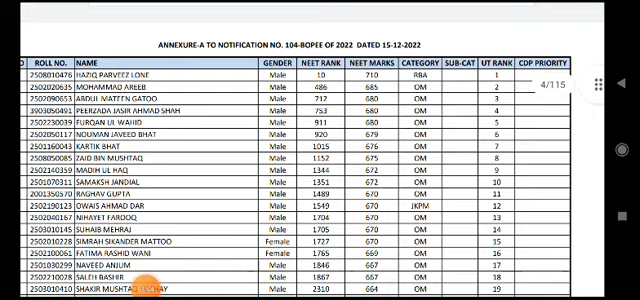 ANNEXURE-A TO NOTIFICATION NO. 104-BOPEE OF 2022 DATED 15-12-2022
ROLL NO. NAME GENDER NEET RANK NEET MARKS CATEGORY SUB-CAT UT RANK CDP PRIORITY
2508010476 HAZIQ PARVEEZ LONE Male 10 710 RBA 1
2502020635 MOHAMMAD AREEB Male 486 685 OM 2
4/115
2502090653 ABDUL MATEEN GATOO Male 712 680 OM 3
3903050491 PEERZADA JASIR AHMAD SHAH Male 753 680 OM 4
2502230039 FURQAN UL WAHID Male 911 680 OM 5
2502050117 NOUMAN JAVEED BHAT Male 920 679 OM 6
2501160043 KARTIK BHAT Male 1015 676 OM 7
2508050085 ZAID BIN MUSHTAQ Male 1152 675 OM 8
2502140359 MADIH UL HAQ Male 1344 672 OM 9
2501070311 SAMAKSH JANDIAL Male 1351 672 OM 10
2001350570 RAGHAV GUPTA Male 1489 670 OM 11
2502190123 OWAIS AHMAD DAR Male 1549 670 JKPM 12
2502040167 NIHAYET FAROOQ Male 1704 670 OM 13
2503010145 SUHAIB MEHRAJ Male 1705 670 OM 14
2502010228 SIMRAH SIKANDER MATTOO Female 1727 670 OM 15
2502100061 FATIMA RASHID WANI Female 1765 669 OM 16
2501030299 NAVEED ANJUM Male 1846 667 OM 17
2502210028 SALEH BASHIR Male 1867 667 OM 18
2503010410 SHAKIR Male 2310 664 OM 19